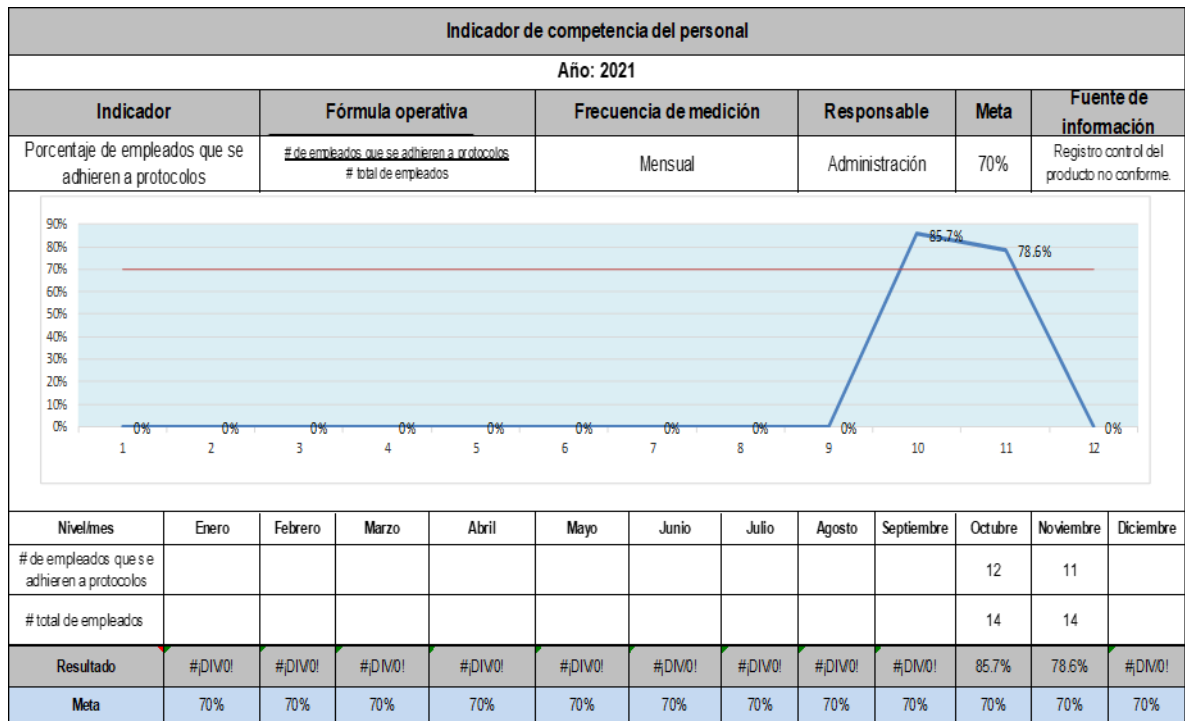 Indicador de competencia del personal
Año: 2021
Indicador Fórmula operativa Frecuencia de medición Responsable Meta Fuente de información
Porcentaje de empleados que se adhieren a protocolos # de empleados que se adhieren a protocolos # total de empleados Mensual Administración 70% Registro control del producto no conforme.
90%
80%
70%
60%
50%
40%
30%
20%
10%
0%
85.7%
78.6%
0% 0% 0% 0% 0% 0% 0% 0% 0% 0%
1 2 3 4 5 6 7 8 9 10 11 12
Nivel/mes Enero Febrero Marzo Abril Mayo Junio Julio Agosto Septiembre Octubre Noviembre Diciembre
# de empleados que se adhieren a protocolos 12 11
# total de empleados 14 14
Resultado #¡DIV/0! #¡DIV/0! #¡DIV/0! #¡DIV/0! #¡DIV/0! #¡DIV/0! #¡DIV/0! #¡DIV/0! #¡DIV/0! 85.7% 78.6% #¡DIV/0!
Meta 70% 70% 70% 70% 70% 70% 70% 70% 70% 70% 70% 70%